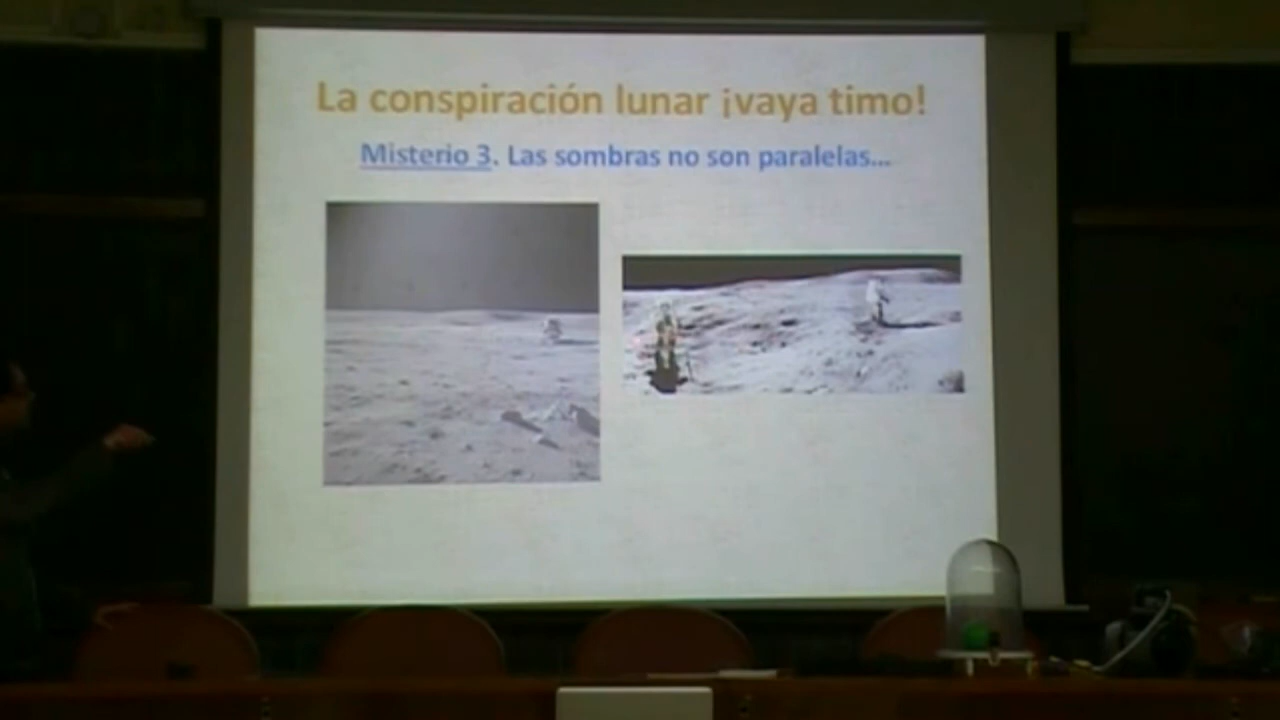 La conspiración lunar ¡vaya timo!
Misterio 3. Las sombras no son paralelas...